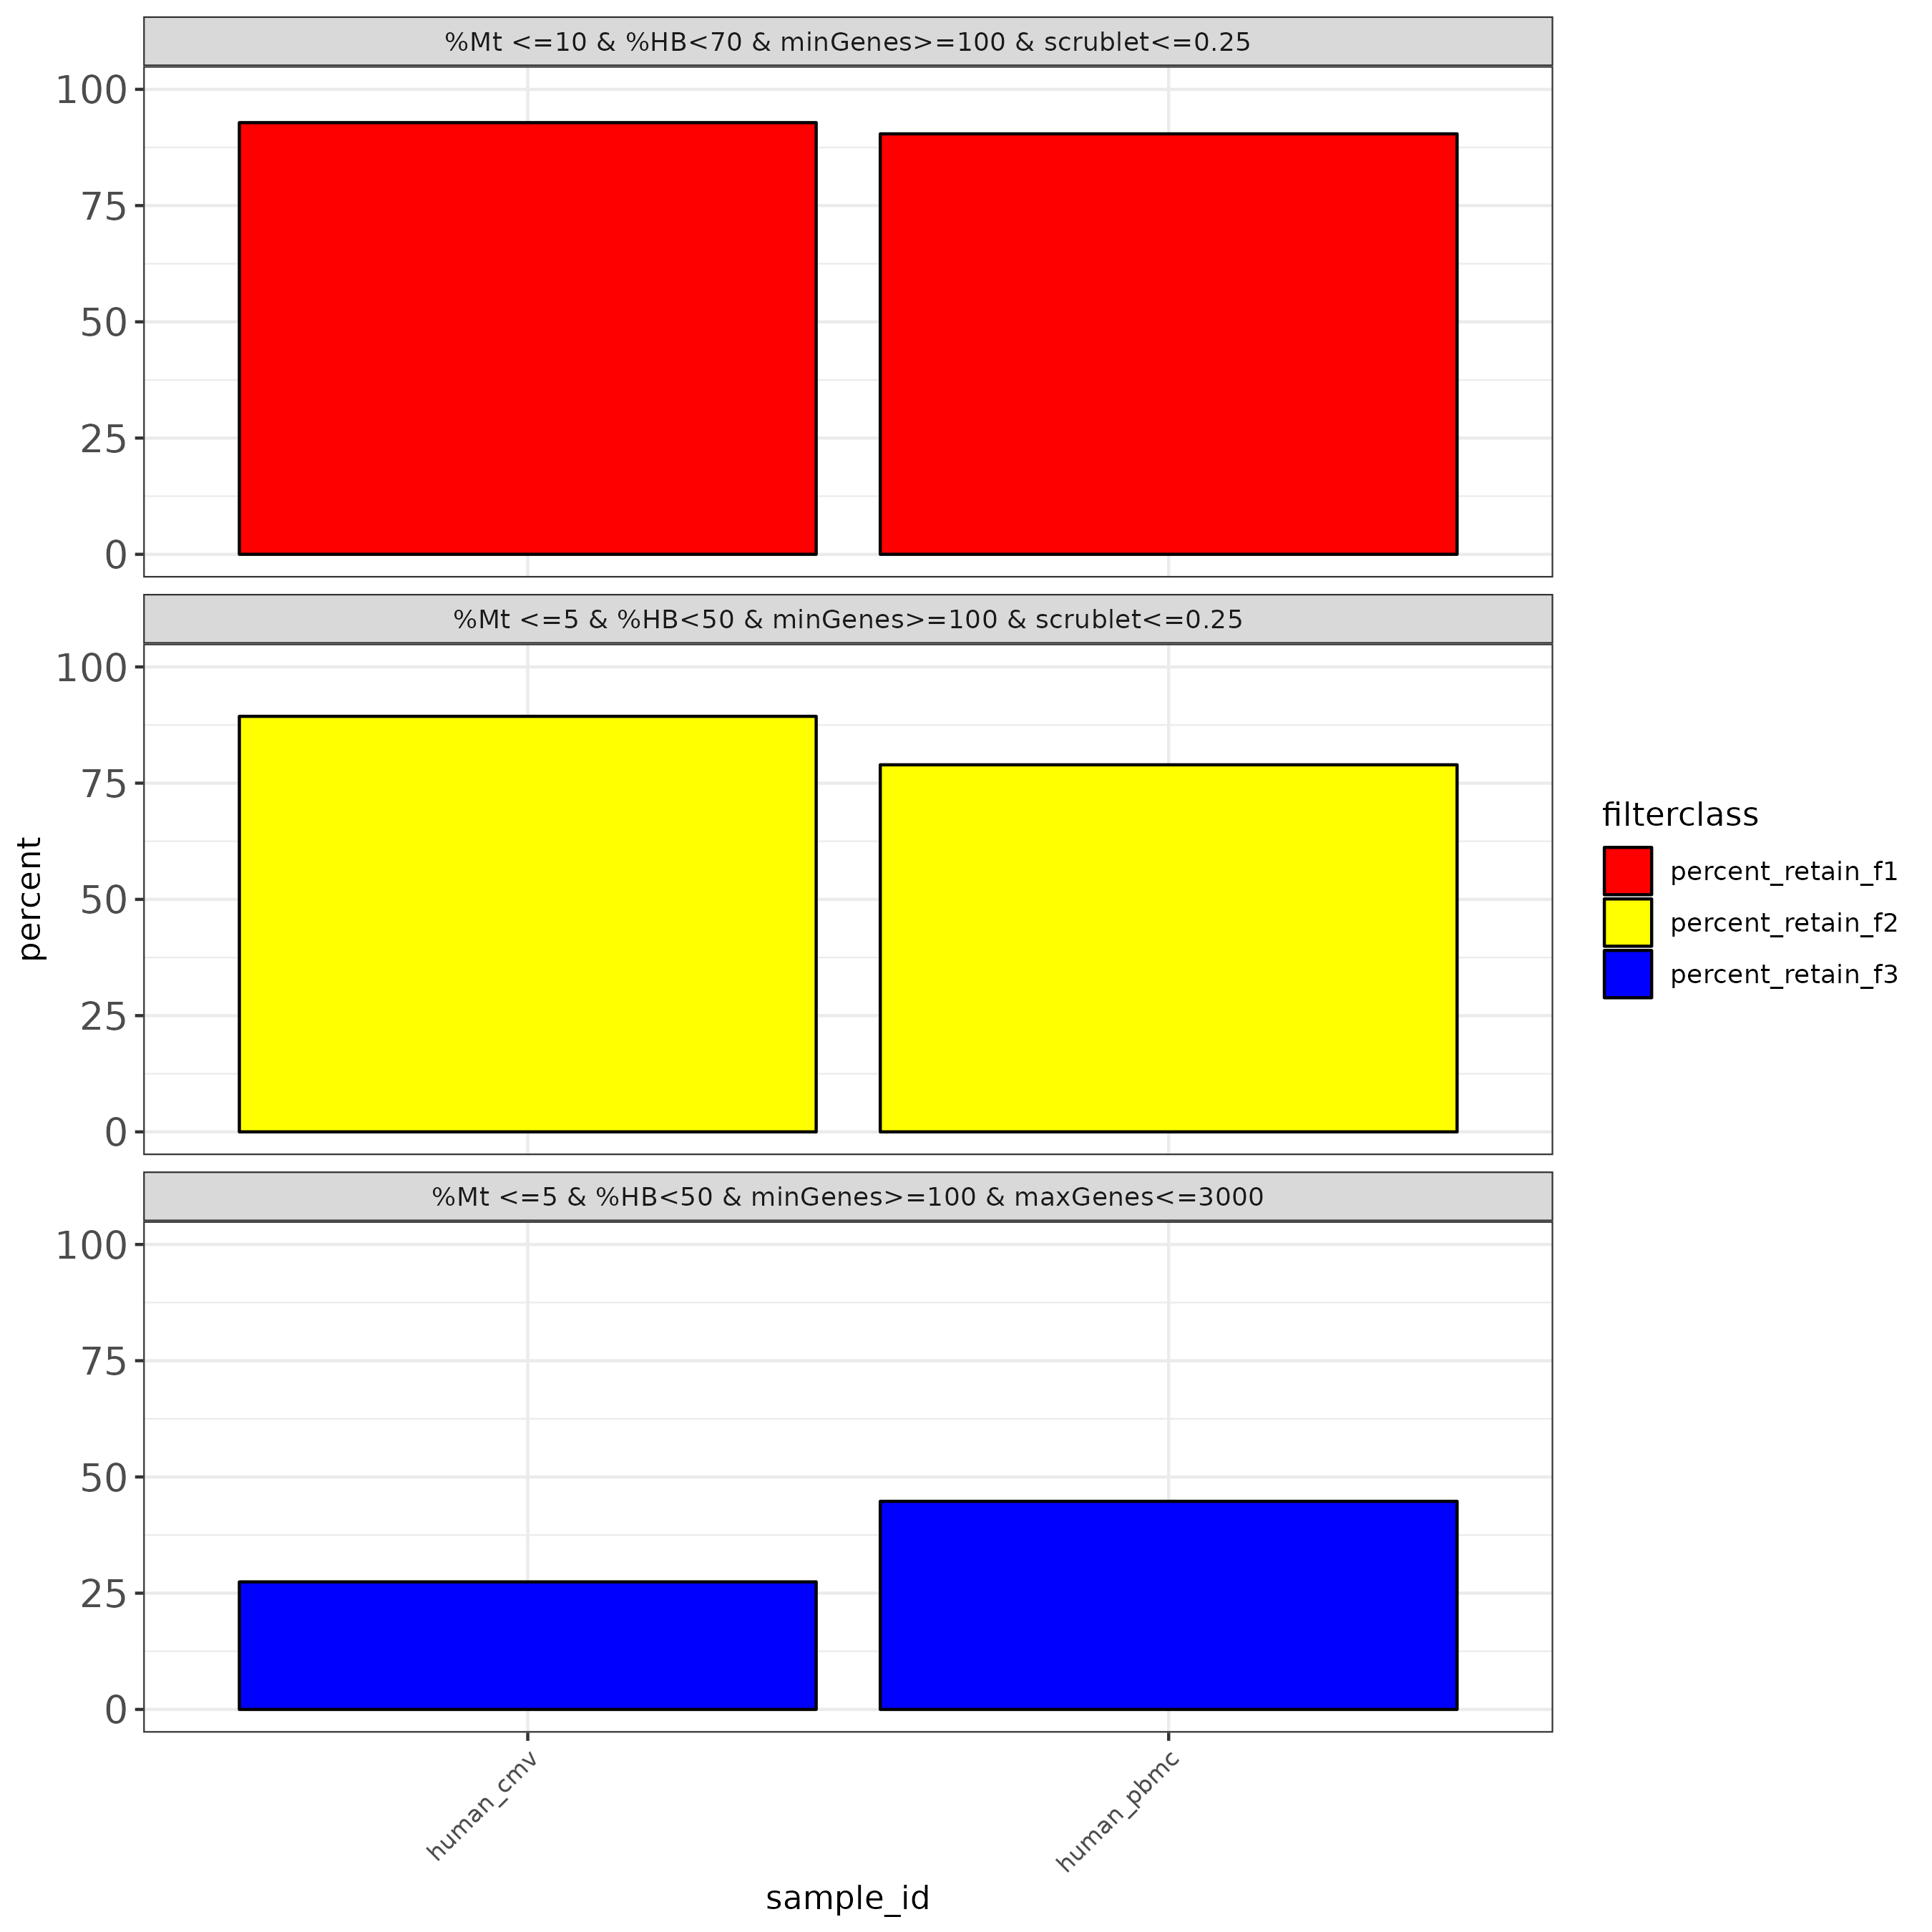 %Mt <=10 & %HB<70 & minGenes>=100 & scrublet<=0.25
100
75
50
25
0
%Mt <=5 & %HB<50 & minGenes>=100 & scrublet<=0.25
100
75
50
25
0
%Mt <=5 & %HB<50 & minGenes>=100 & maxGenes<=3000
100
75
50
25
0
percent
human_cmv
human_pbmc
sample_id
filterclass
percent_retain_f1
percent_retain_f2
percent_retain_f3